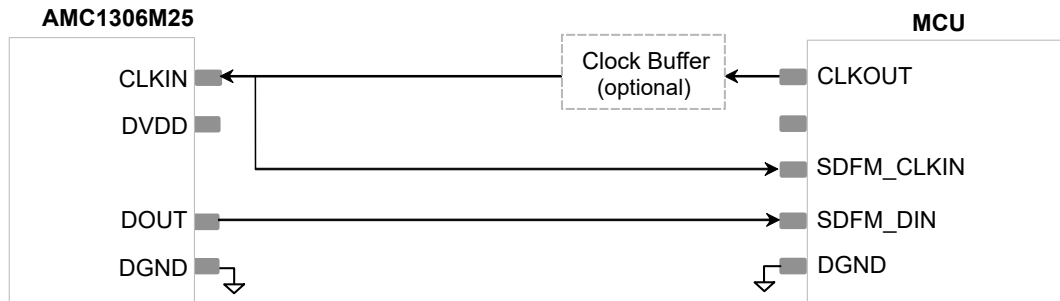 AMC1306M25
MCU
Clock Buffer
(optional)
CLKIN
CLKOUT
DVDD
SDFM_CLKIN
DOUT
SDFM_DIN
DGND
DGND